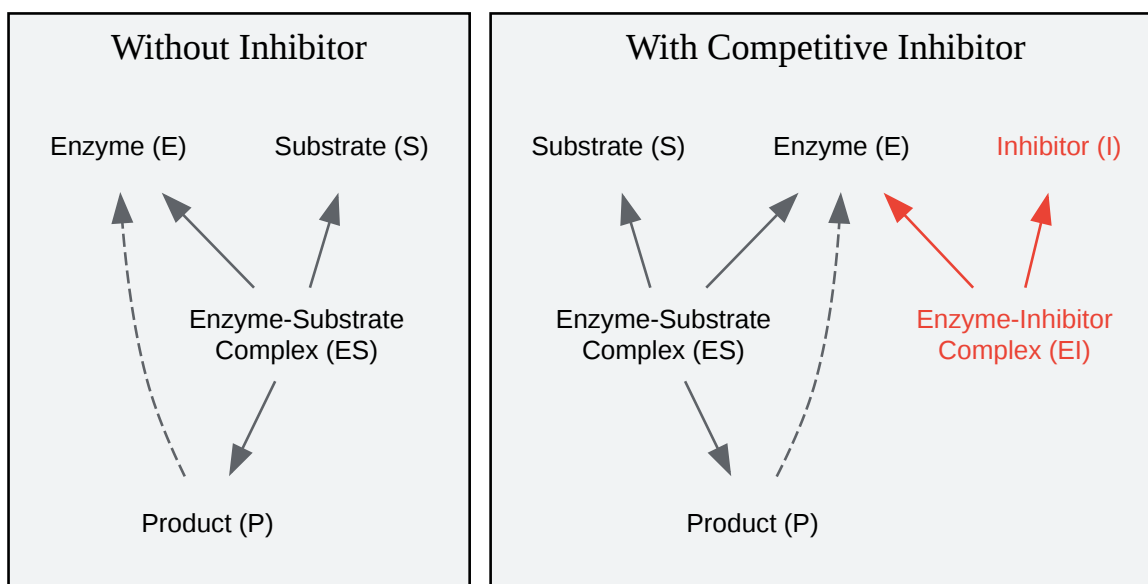 Without Inhibitor
Enzyme (E)
Substrate (S)
Enzyme-Substrate
Complex (ES)
Product (P)
With Competitive Inhibitor
Substrate (S)
Enzyme (E)
Inhibitor (I)
Enzyme-Substrate
Complex (ES)
Enzyme-Inhibitor
Complex (EI)
Product (P)